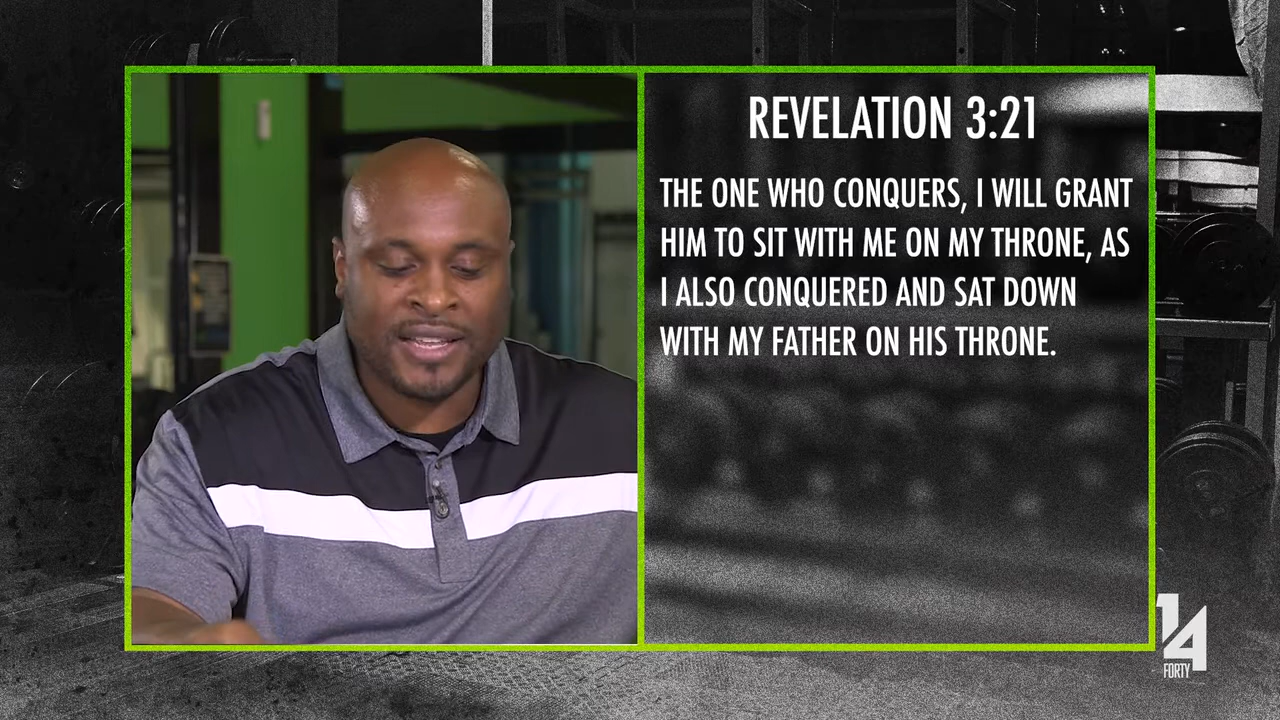 REVELATION 3:21
THE ONE WHO CONQUERS, I WILL GRANT
HIM TO SIT WITH ME ON MY THRONE, AS
I ALSO CONQUERED AND SAT DOWN
WITH MY FATHER ON HIS THRONE.
14
FORTY